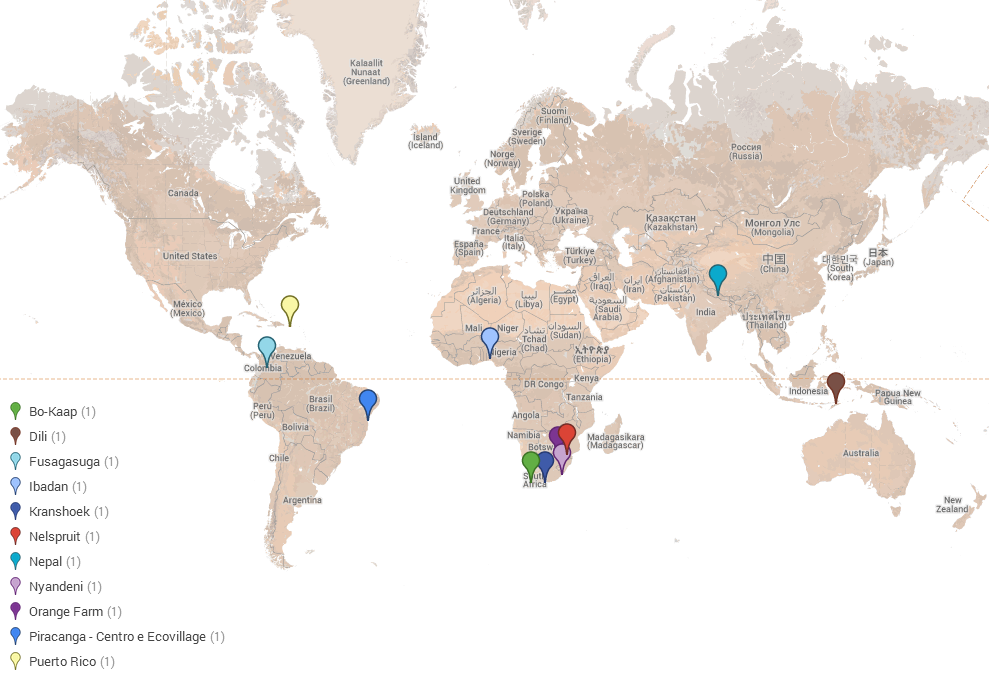 Kalaallit
Nunaat
(Greenland)
Ísland
(Iceland)
Suomi
(Finland)
Sverige
(Sweden)
Norge
(Norway)
Россия
(Russia)
United
Kingdom
Polska
(Poland)
Deutschland
(Germany)
Україна
(Ukraine)
France
Italia
(Italy)
España
(Spain)
Türkiye
(Turkey)
Қазақстан
(Kazakhstan)
Монгол Улс
(Mongolia)
中国
(China)
대한민국
(South
Korea)
日本
(Japan)
Canada
United States
México
(Mexico)
الجزائر
(Algeria)
ليبيا
(Libya)
مصر
(Egypt)
العراق
(Iraq)
ایران
(Iran)
افغانستان
(Afghanistan)
پاکستان
(Pakistan)
السعودية
(Saudi
Arabia)
India
ประเทศไทย
(Thailand)
Mali
Niger
تشاد
Tchad
(Chad)
السودان
(Sudan)
Nigeria
ኢትዮጵያ
(Ethiopia)
Venezuela
Colombia
DR Congo
Kenya
Tanzania
Indonesia
Papua New
Guinea
Perú
(Peru)
Brasil
(Brazil)
Bolivia
Angola
Namibia
Botsw
Madagasikara
(Madagascar)
Chile
Argentina
South
Africa
Australia
New
Zealand
Bo-Kaap (1)
Dili (1)
Fusagasuga (1)
Ibadan (1)
Kranshoek (1)
Nelspruit (1)
Nepal (1)
Nyandeni (1)
Orange Farm (1)
Piracanga - Centro e Ecovillage (1)
Puerto Rico (1)